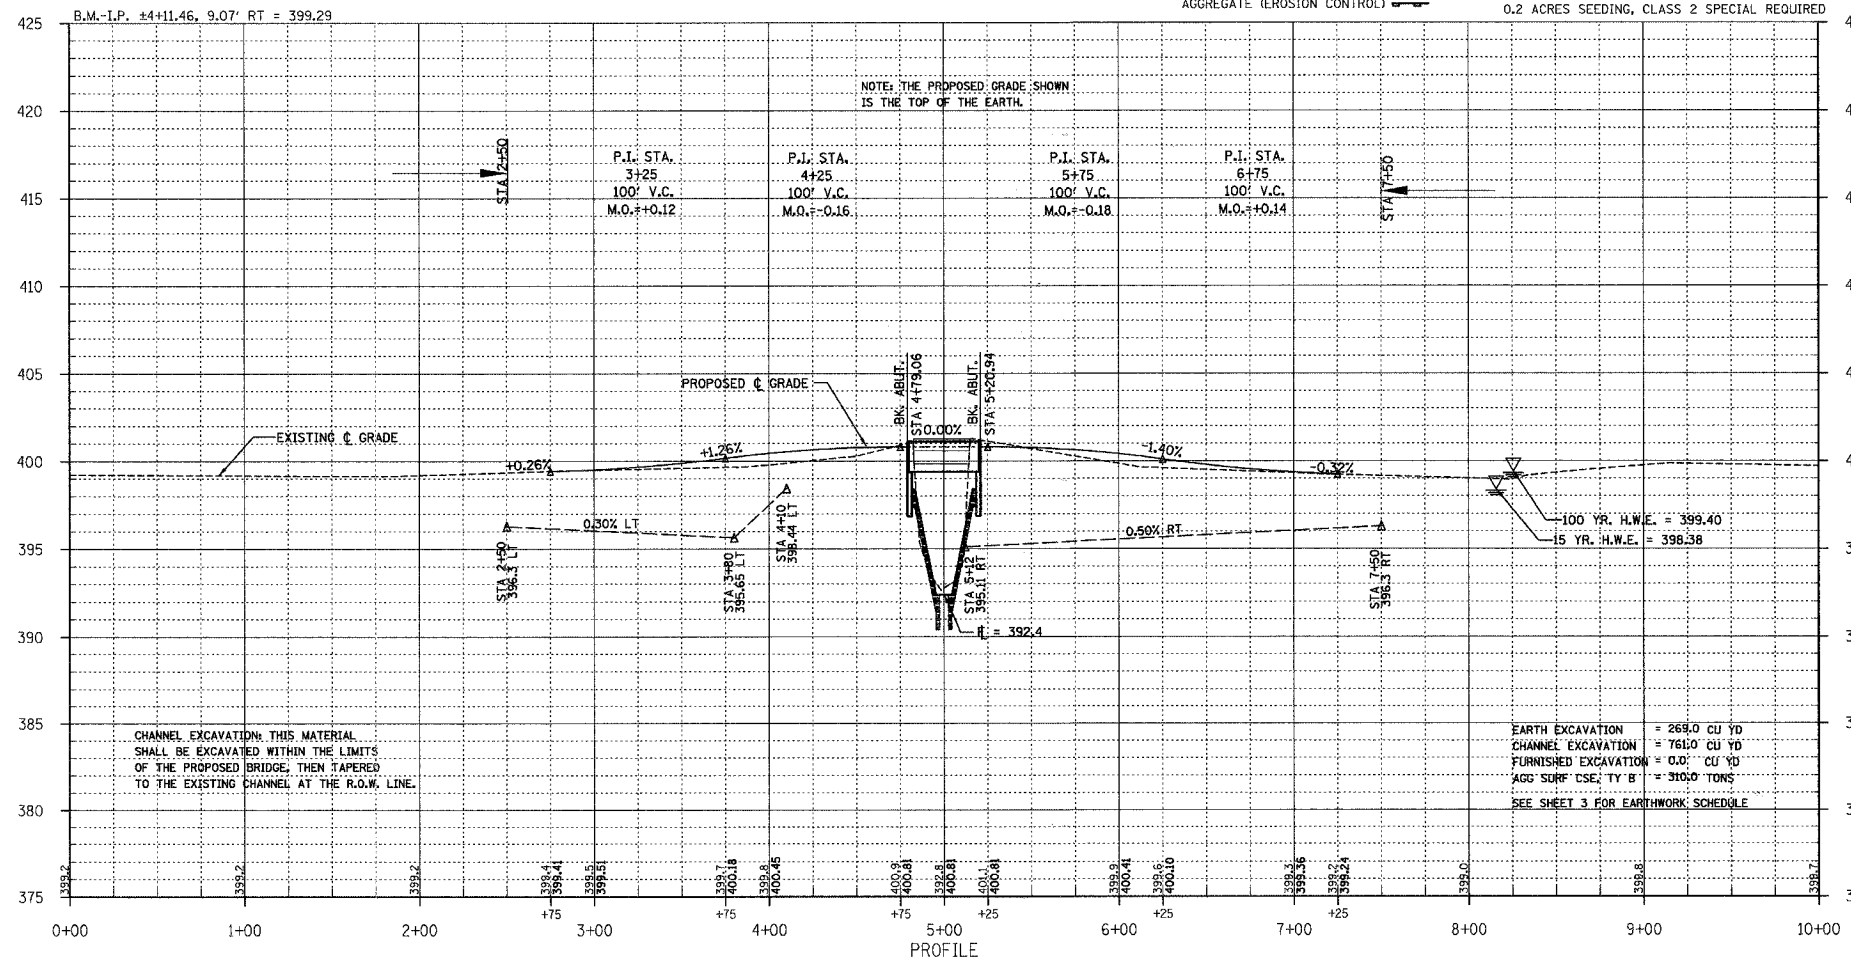 B.M.-I.P. ±4+11.46, 9.07' RT = 399.29
AGGREGATE (EROSION CONTROL)
0.2 ACRES SEEDING, CLASS 2 SPECIAL REQUIRED
425
420
415
410
405
400
395
390
385
380
375
NOTE: THE PROPOSED GRADE SHOWN
IS THE TOP OF THE EARTH.
STA 2+50
P.I. STA.
3+25
100' V.C.
M.O.=+0.12
P.I. STA.
4+25
100' V.C.
M.O.=-0.16
P.I. STA.
5+75
100' V.C.
M.O.=-0.18
P.I. STA.
6+75
100' V.C.
M.O.=+0.14
STA 7+50
PROPOSED ℄ GRADE
BK. ABUT.
STA 4+79.06
BK. ABUT.
STA 5+20.94
0.00%
EXISTING ℄ GRADE
+0.26%
+1.26%
-1.40%
-0.32%
0.30% LT
0.50% RT
STA 2+50
396.3 LT
STA 3+80
395.65 LT
STA 4+10
398.44 LT
STA 5+12
395.11 RT
STA 7+50
396.3 RT
100 YR. H.W.E. = 399.40
15 YR. H.W.E. = 398.38
= 392.4
CHANNEL EXCAVATION: THIS MATERIAL
SHALL BE EXCAVATED WITHIN THE LIMITS
OF THE PROPOSED BRIDGE, THEN TAPERED
TO THE EXISTING CHANNEL AT THE R.O.W. LINE.
EARTH EXCAVATION = 269.0 CU YD
CHANNEL EXCAVATION = 761.0 CU YD
FURNISHED EXCAVATION = 0.0 CU YD
AGG SURF CSE, TY B = 310.0 TONS
SEE SHEET 3 FOR EARTHWORK SCHEDULE
399.2
399.2
399.2
399.4
399.41
399.5
399.51
399.7
400.18
399.8
400.45
400.9
400.81
392.8
400.81
401.1
400.81
399.9
400.41
399.6
400.10
399.3
399.36
399.2
399.24
399.0
399.8
398.7
+75
+75
+75
+25
+25
+25
0+00
1+00
2+00
3+00
4+00
5+00
6+00
7+00
8+00
9+00
10+00
PROFILE